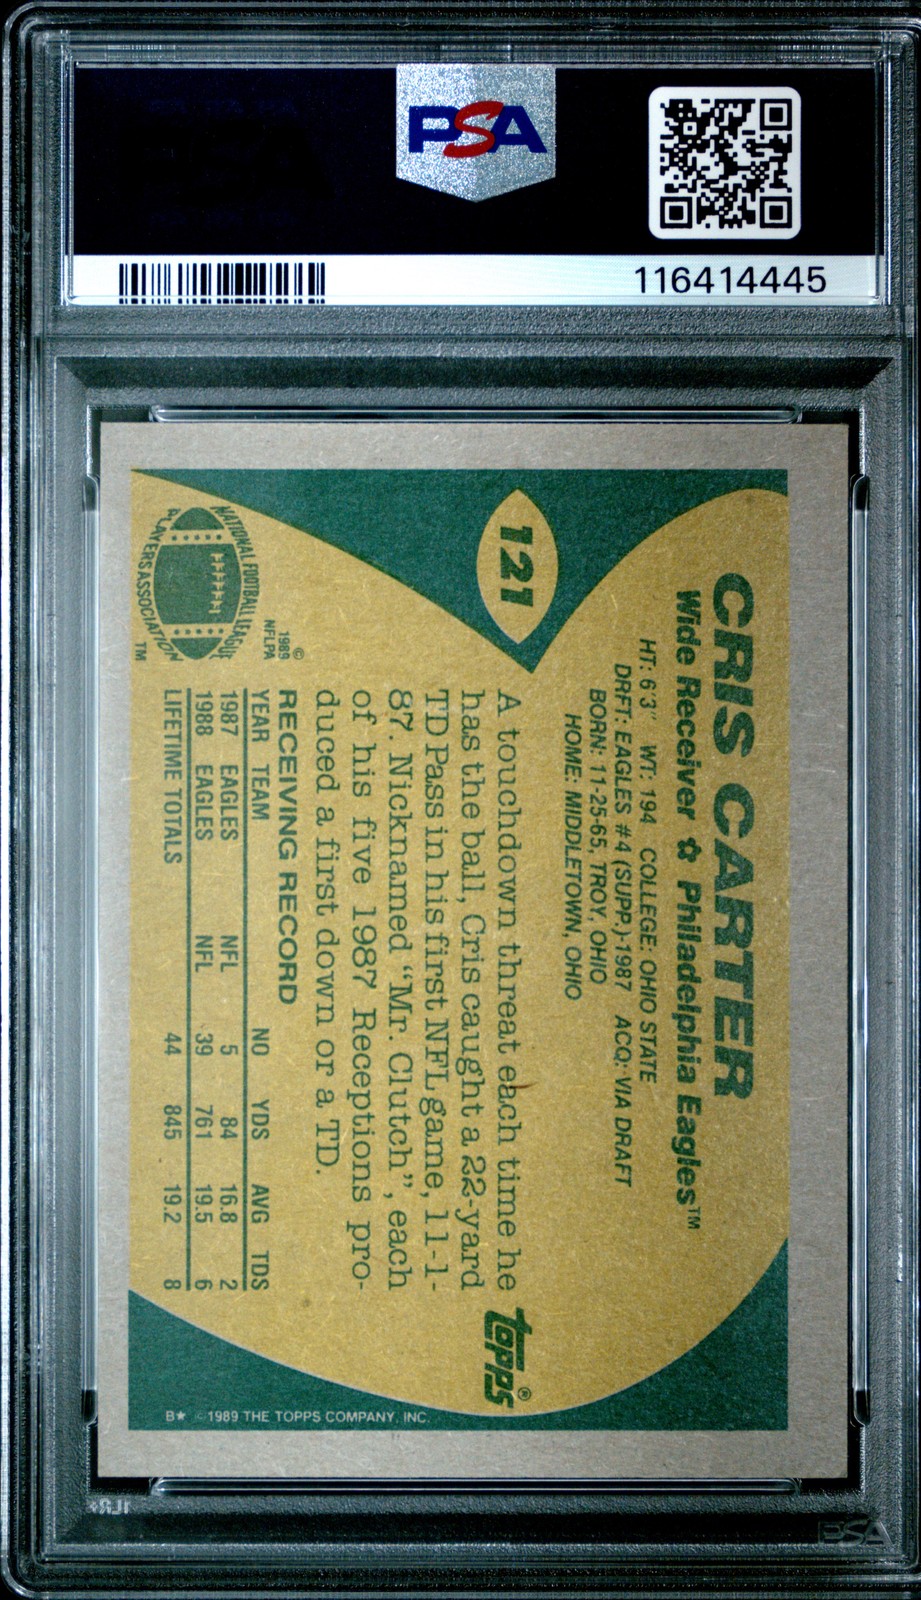 PSA
116414445
121
CRIS CARTER
Wide Receiver ✿ Philadelphia Eagles™
HT: 6'3" WT: 194 COLLEGE: OHIO STATE
DRFT: EAGLES #4 (SUPP.)-1987 ACQ: VIA DRAFT
BORN: 11-25-65, TROY, OHIO
HOME: MIDDLETOWN, OHIO
A touchdown threat each time he
has the ball, Cris caught a 22-yard
TD Pass in his first NFL game, 11-1-
87. Nicknamed "Mr. Clutch", each
of his five 1987 Receptions pro-
duced a first down or a TD.
topps®
NATIONAL FOOTBALL LEAGUE
PLAYERS ASSOCIATION
TM
©
1989
NFLPA
RECEIVING RECORD
YEAR TEAM NO YDS AVG TDS
1987 EAGLES NFL 5 84 16.8 2
1988 EAGLES NFL 39 761 19.5 6
LIFETIME TOTALS 44 845 19.2 8
B★ ©1989 THE TOPPS COMPANY, INC.
PSA